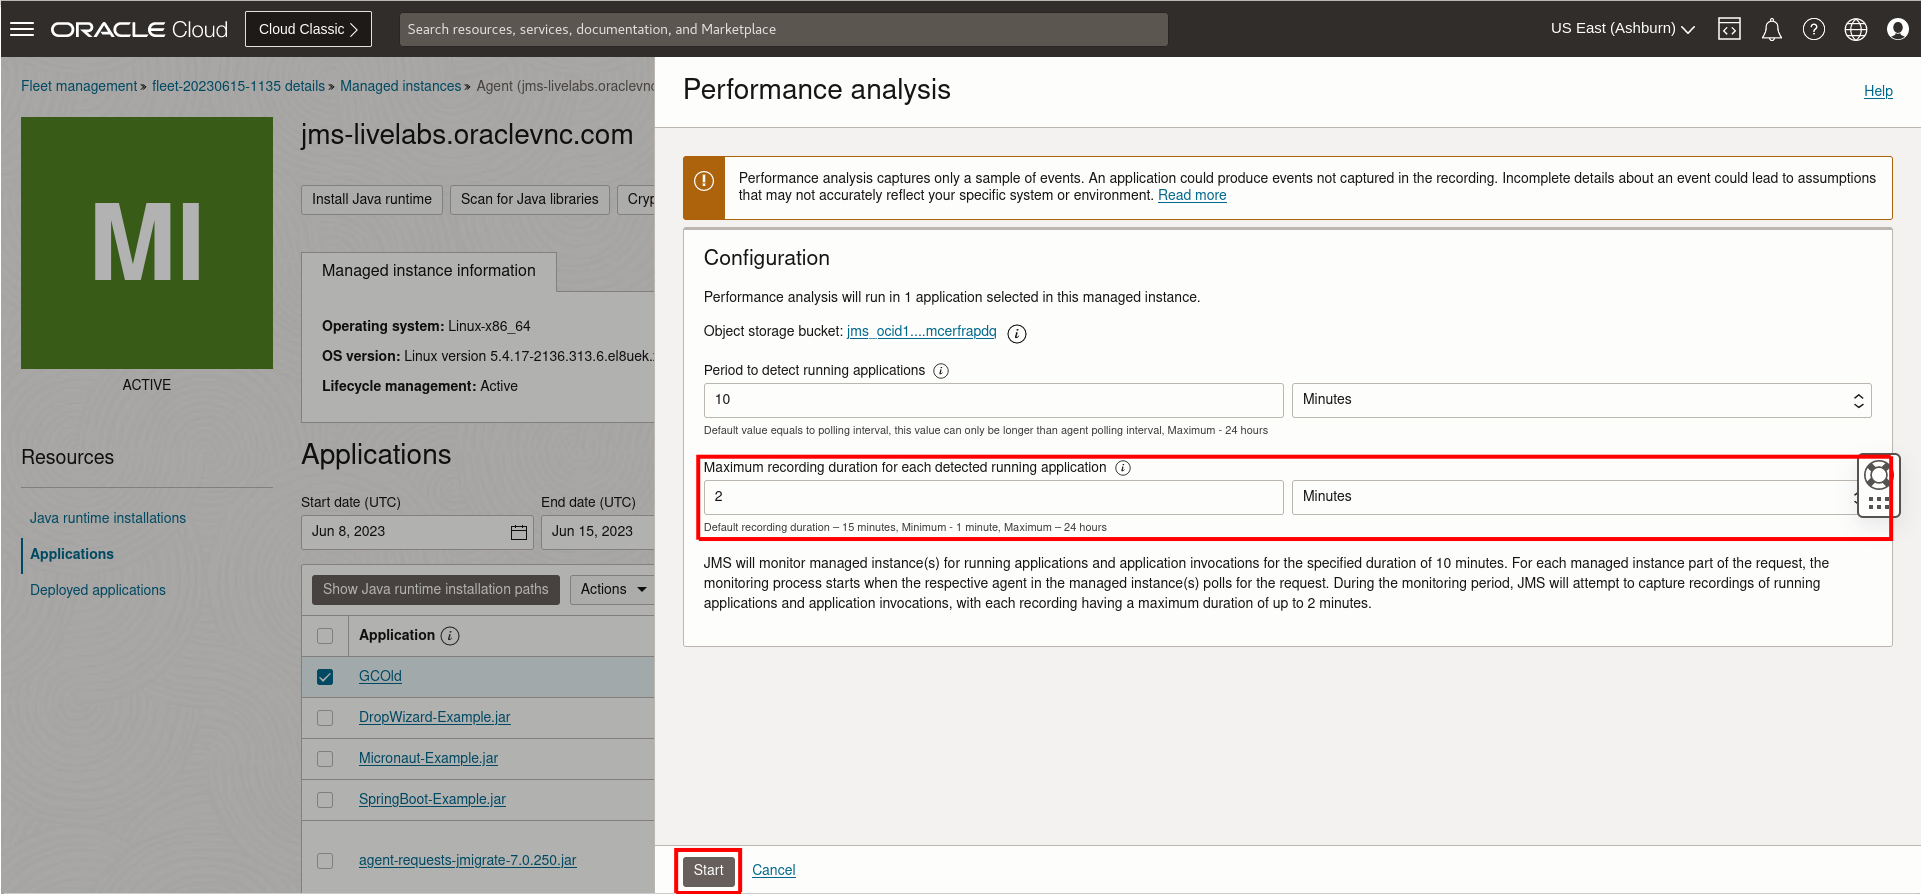 ORACLE Cloud
Cloud Classic
Search resources, services, documentation, and Marketplace
US East (Ashburn)
Fleet management » fleet-20230615-1135 details » Managed instances » Agent (jms-livelabs.oraclevnc
MI
ACTIVE
jms-livelabs.oraclevnc.com
Install Java runtime
Scan for Java libraries
Cryp
Managed instance information
Operating system: Linux-x86_64
OS version: Linux version 5.4.17-2136.313.6.el8uek.
Lifecycle management: Active
Resources
Java runtime installations
Applications
Deployed applications
Applications
Start date (UTC)
End date (UTC)
Jun 8, 2023
Jun 15, 2023
Show Java runtime installation paths
Actions
Application
GCOld
DropWizard-Example.jar
Micronaut-Example.jar
SpringBoot-Example.jar
agent-requests-jmigrate-7.0.250.jar
Performance analysis
Help
Performance analysis captures only a sample of events. An application could produce events not captured in the recording. Incomplete details about an event could lead to assumptions
that may not accurately reflect your specific system or environment. Read more
Configuration
Performance analysis will run in 1 application selected in this managed instance.
Object storage bucket: jms_ocid1....mcerfrapdq
Period to detect running applications
10
Minutes
Default value equals to polling interval, this value can only be longer than agent polling interval, Maximum - 24 hours
Maximum recording duration for each detected running application
2
Minutes
Default recording duration – 15 minutes, Minimum - 1 minute, Maximum – 24 hours
JMS will monitor managed instance(s) for running applications and application invocations for the specified duration of 10 minutes. For each managed instance part of the request, the
monitoring process starts when the respective agent in the managed instance(s) polls for the request. During the monitoring period, JMS will attempt to capture recordings of running
applications and application invocations, with each recording having a maximum duration of up to 2 minutes.
Start
Cancel